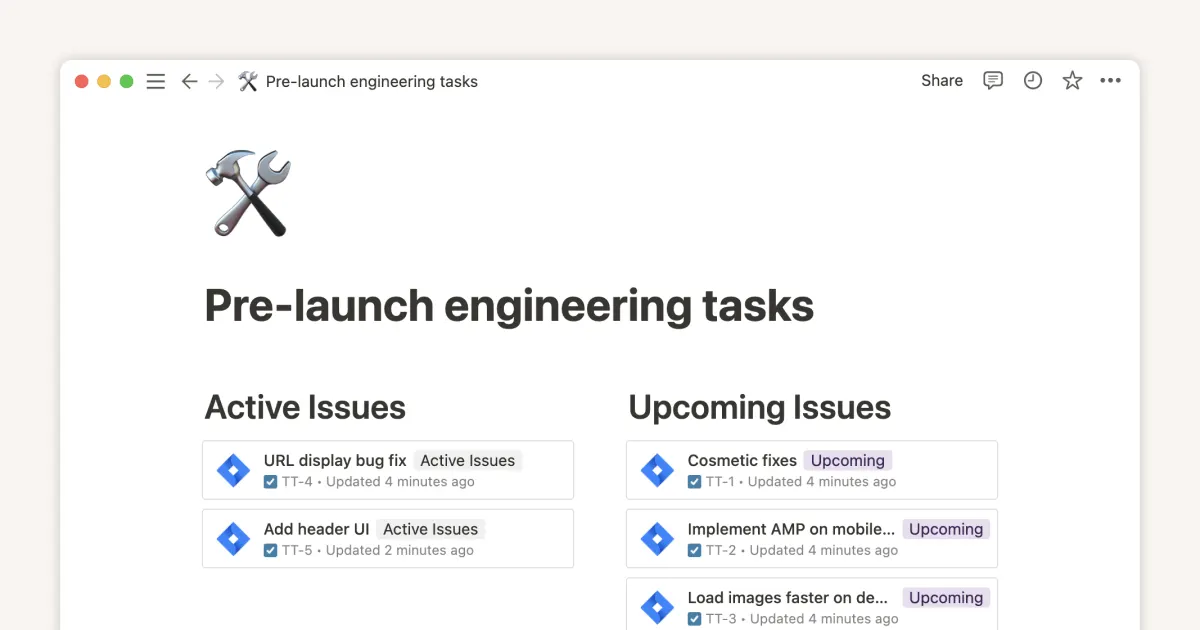 Pre-launch engineering tasks
Share
Pre-launch engineering tasks
Active Issues
URL display bug fix Active Issues
TT-4 • Updated 4 minutes ago
Add header UI Active Issues
TT-5 • Updated 2 minutes ago
Upcoming Issues
Cosmetic fixes Upcoming
TT-1 • Updated 4 minutes ago
Implement AMP on mobile... Upcoming
TT-2 • Updated 4 minutes ago
Load images faster on de... Upcoming
TT-3 • Updated 4 minutes ago